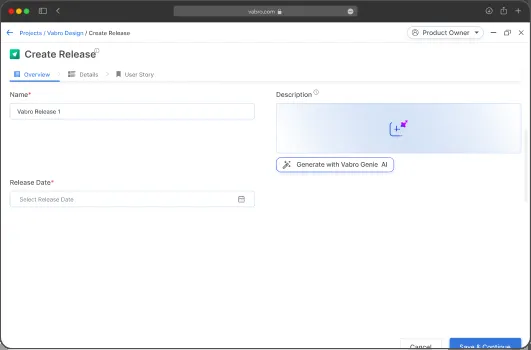 vabro.com
Projects / Vabro Design / Create Release
Product Owner
Create Release
Overview
Details
User Story
Name*
Vabro Release 1
Description
Generate with Vabro Genie AI
Release Date*
Select Release Date
Cancel
Save & Continue